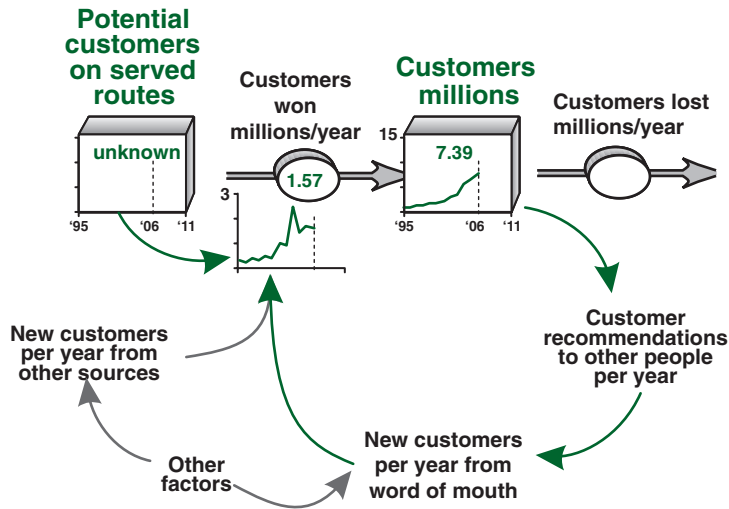 Potential
customers
on served
routes
unknown
'95
'06
'11
Customers
won
millions/year
1.57
3
Customers
millions
15
7.39
'95
'06
'11
Customers lost
millions/year
New customers
per year from
other sources
Other
factors
New customers
per year from
word of mouth
Customer
recommendations
to other people
per year